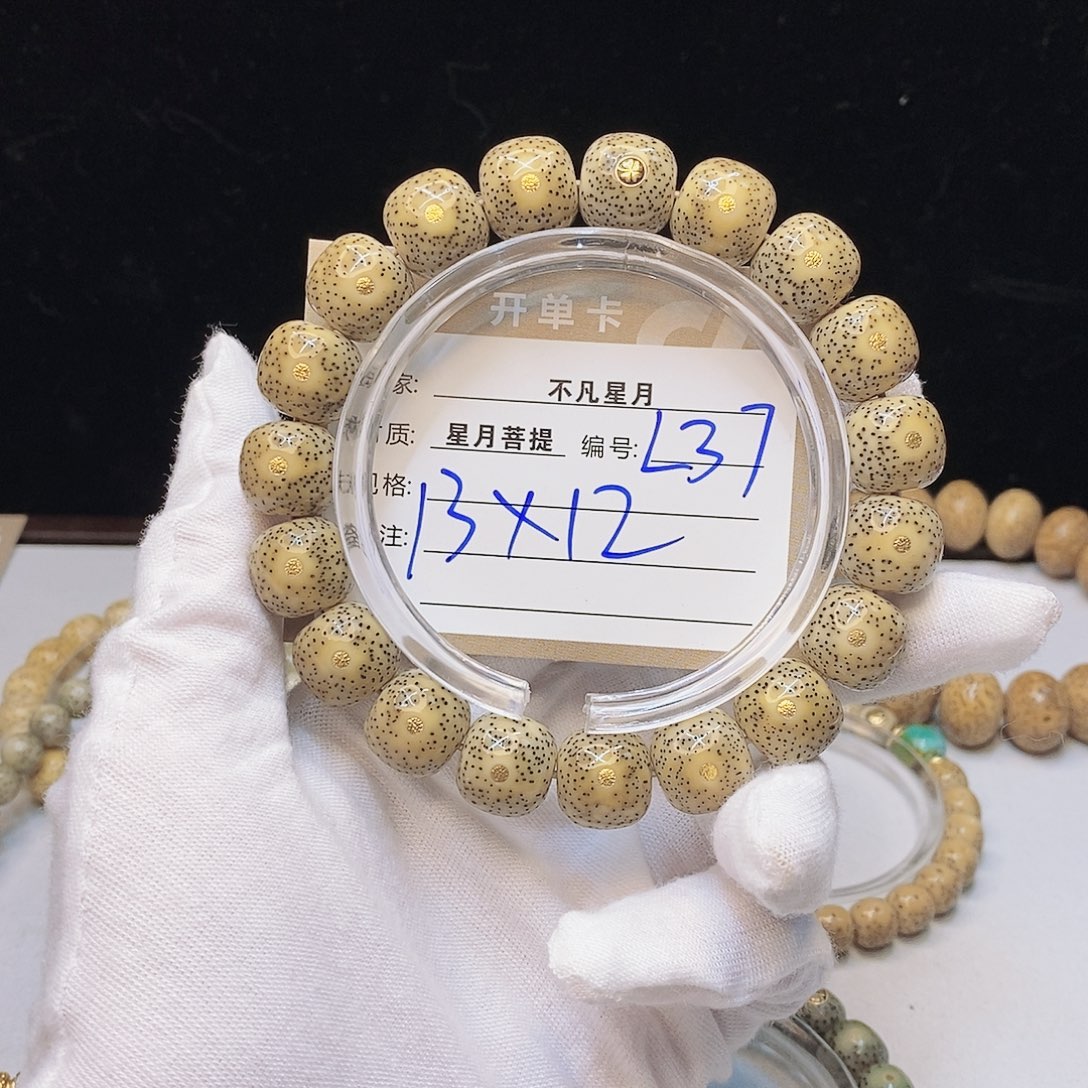 开单卡
家: 不凡星月
质: 星月菩提 编号: L37
规格: 13×12
注: